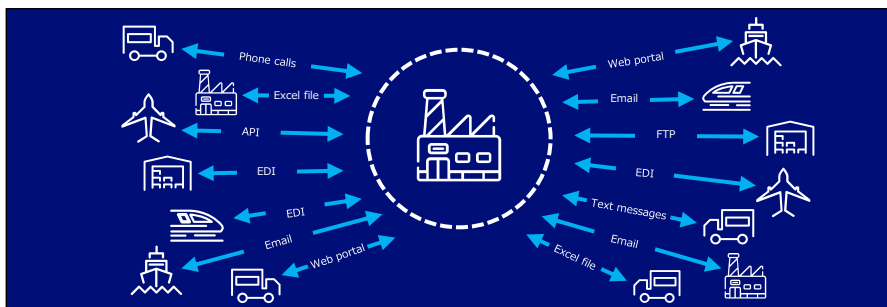 Phone calls
Excel file
API
EDI
EDI
Email
Web portal
Web portal
Email
FTP
EDI
Text messages
Email
Excel file